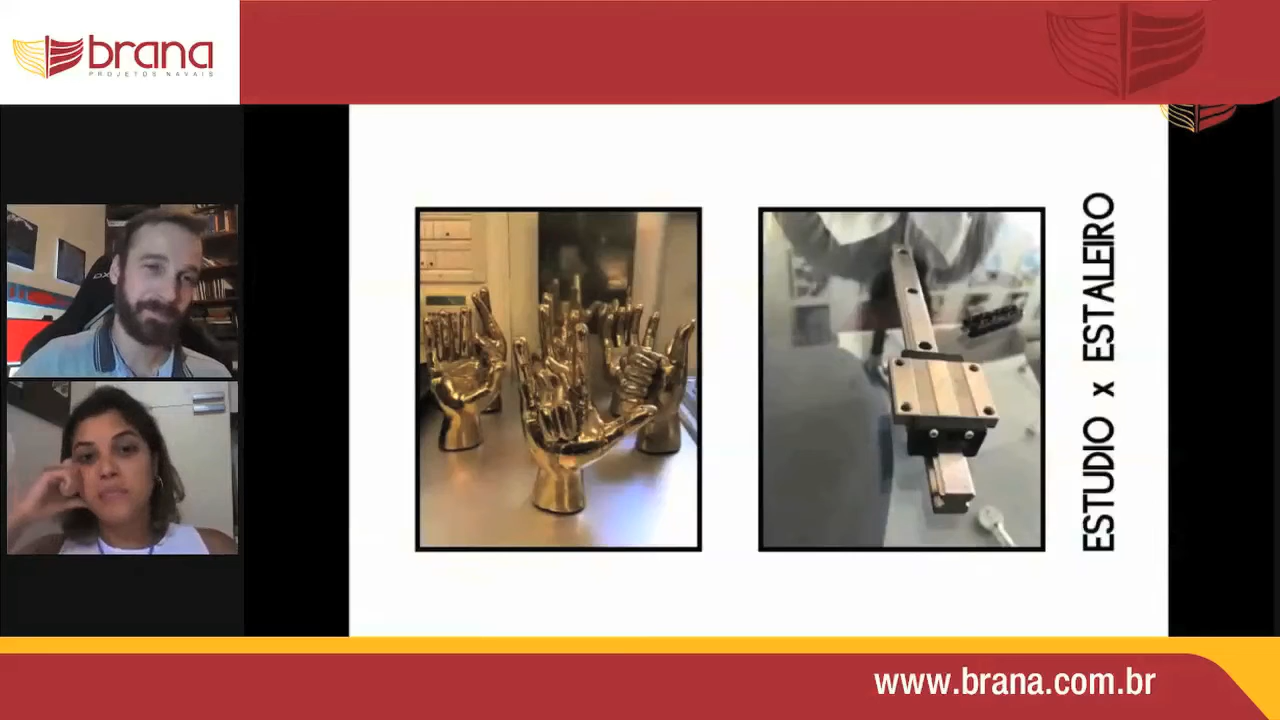 brana
PROJETOS NAVAIS
ESTUDIO x ESTALEIRO
www.brana.com.br